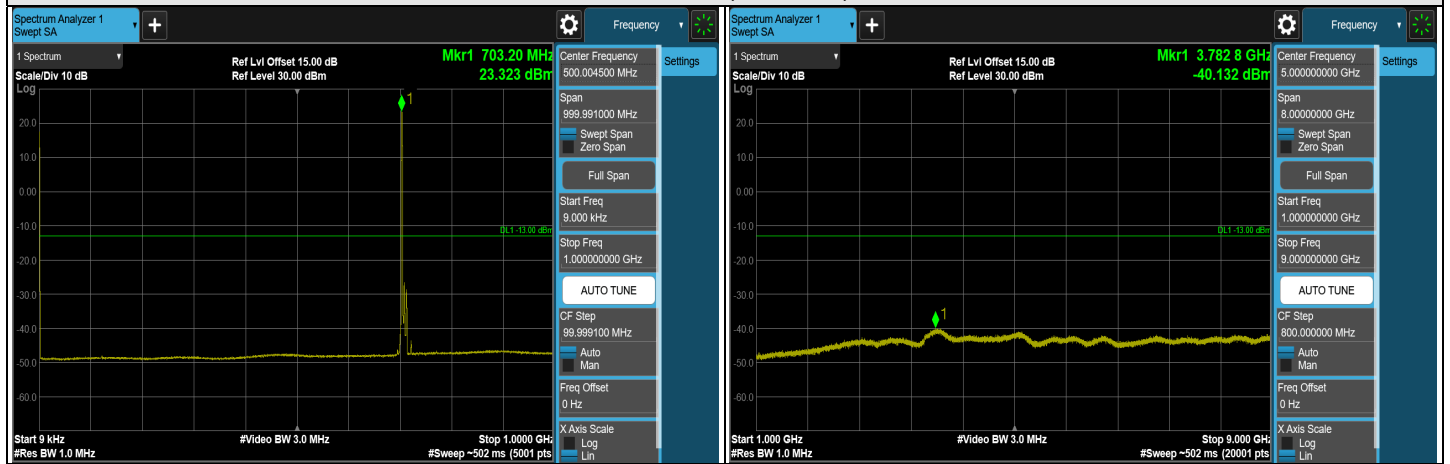 Spectrum Analyzer 1
Swept SA
+
Frequency
1 Spectrum
Scale/Div 10 dB
Log
Ref Lvl Offset 15.00 dB
Ref Level 30.00 dBm
Mkr1 703.20 MHz
23.323 dBm
1
20.0
10.0
0.00
-10.0
DL1 -13.00 dBm
-20.0
-30.0
-40.0
-50.0
-60.0
Start 9 kHz
#Res BW 1.0 MHz
#Video BW 3.0 MHz
Stop 1.0000 GHz
#Sweep ~502 ms (5001 pts
Center Frequency
500.004500 MHz
Settings
Span
999.991000 MHz
Swept Span
Zero Span
Full Span
Start Freq
9.000 kHz
Stop Freq
1.000000000 GHz
AUTO TUNE
CF Step
99.999100 MHz
Auto
Man
Freq Offset
0 Hz
X Axis Scale
Log
Lin
Spectrum Analyzer 1
Swept SA
+
Frequency
1 Spectrum
Scale/Div 10 dB
Log
Ref Lvl Offset 15.00 dB
Ref Level 30.00 dBm
Mkr1 3.782 8 GHz
-40.132 dBm
20.0
10.0
0.00
-10.0
DL1 -13.00 dBm
-20.0
-30.0
1
-40.0
-50.0
-60.0
Start 1.000 GHz
#Res BW 1.0 MHz
#Video BW 3.0 MHz
Stop 9.000 GHz
#Sweep ~502 ms (20001 pts
Center Frequency
5.000000000 GHz
Settings
Span
8.00000000 GHz
Swept Span
Zero Span
Full Span
Start Freq
1.000000000 GHz
Stop Freq
9.000000000 GHz
AUTO TUNE
CF Step
800.000000 MHz
Auto
Man
Freq Offset
0 Hz
X Axis Scale
Log
Lin